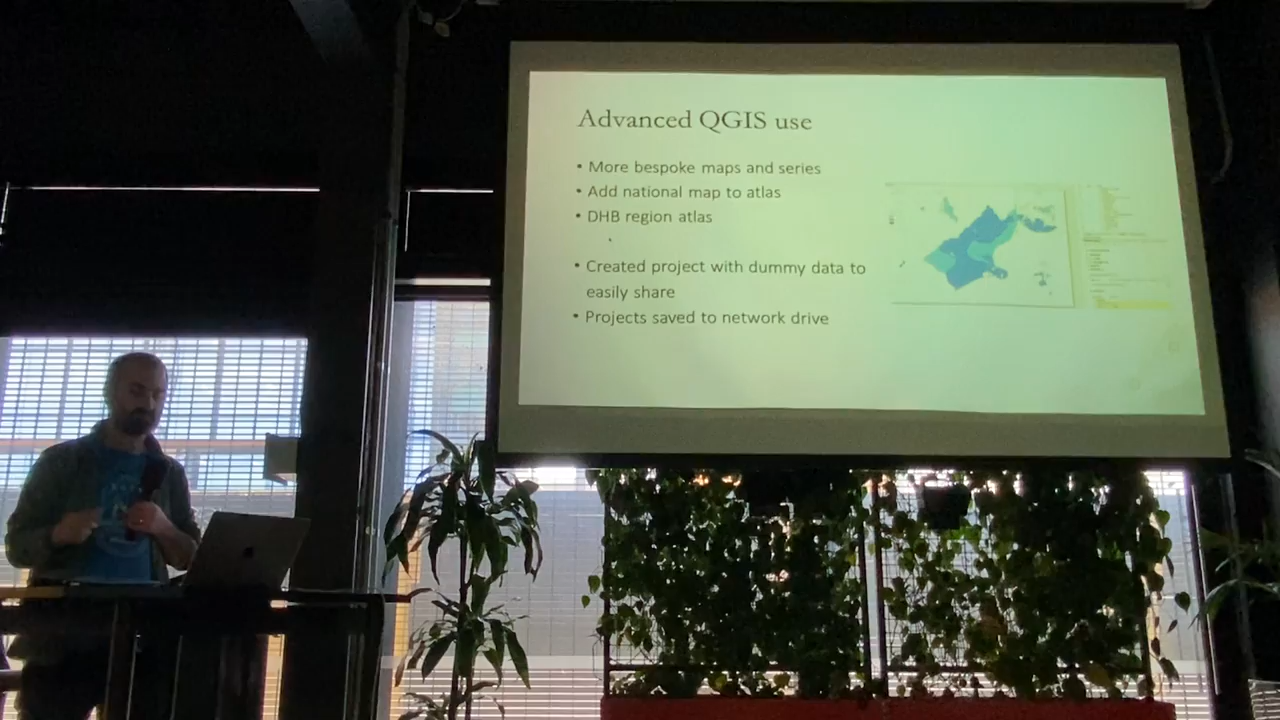 Advanced QGIS use
• More bespoke maps and series
• Add national map to atlas
• DHB region atlas
• Created project with dummy data to
easily share
• Projects saved to network drive